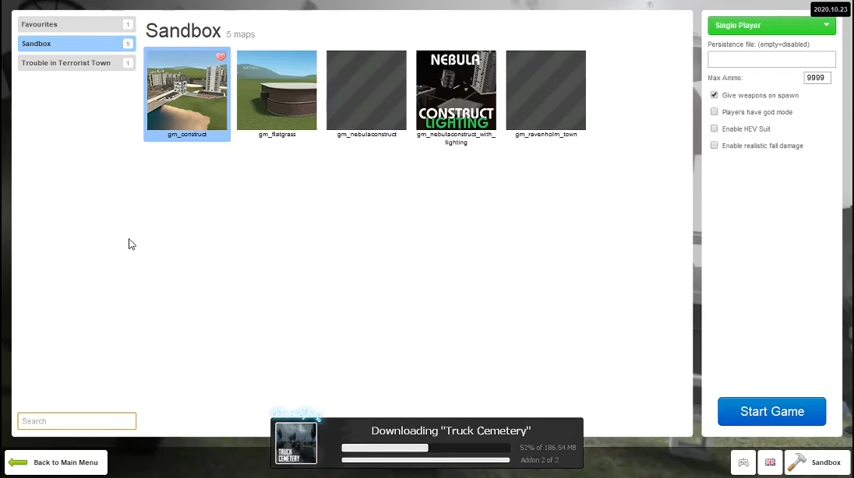 2020.10.23
Favourites 1
Sandbox 5
Trouble in Terrorist Town 1
Sandbox 5 maps
NEBULA
CONSTRUCT
LIGHTING
gm_construct
gm_flatgrass
gm_nebulaconstruct
gm_nebulaconstruct_with_
lighting
gm_ravenholm_town
Single Player
Persistence file: (empty=disabled)
Max Ammo: 9999
Give weapons on spawn
Players have god mode
Enable HEV Suit
Enable realistic fall damage
Start Game
Search
Downloading "Truck Cemetery"
52% of 186.54 MB
Addon 2 of 2
TRUCK
CEMETERY
Back to Main Menu
Sandbox